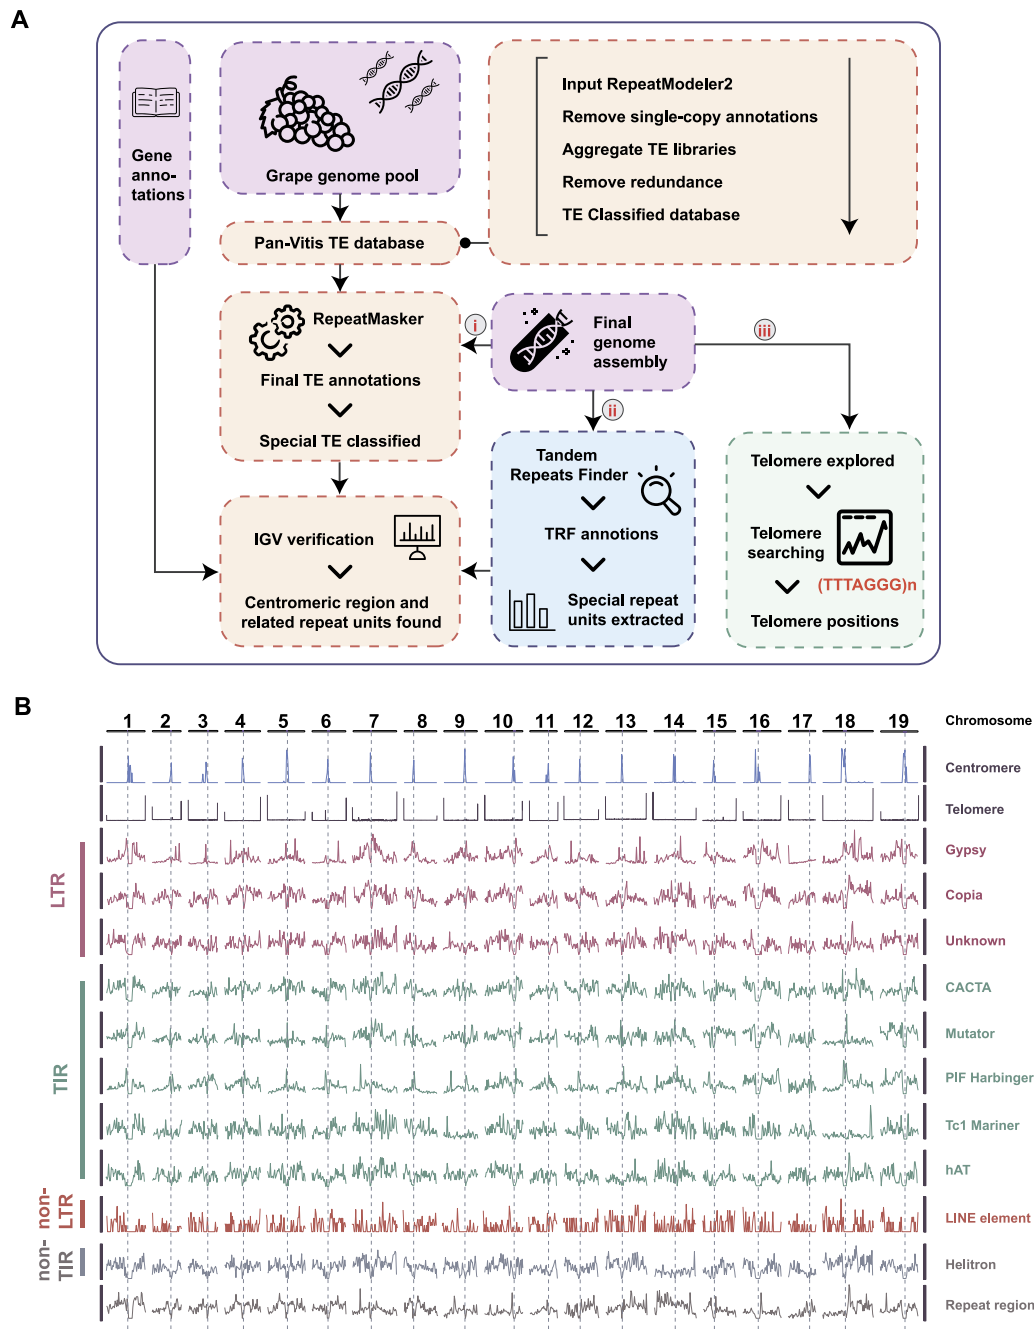 A
Gene
anno-
tations
Grape genome pool
Input RepeatModeler2
Remove single-copy annotations
Aggregate TE libraries
Remove redundance
TE Classified database
Pan-Vitis TE database
RepeatMasker
Final TE annotations
Special TE classified
i
Final
genome
assembly
iii
ii
IGV verification
Centromeric region and
related repeat units found
Tandem
Repeats Finder
TRF annotions
Special repeat
units extracted
Telomere explored
Telomere
searching
(TTTAGGG)n
Telomere positions
B
1 2 3 4 5 6 7 8 9 10 11 12 13 14 15 16 17 18 19 Chromosome
Centromere
Telomere
LTR
Gypsy
Copia
Unknown
TIR
CACTA
Mutator
PIF Harbinger
Tc1 Mariner
hAT
non-
LTR
LINE element
non-
TIR
Helitron
Repeat region